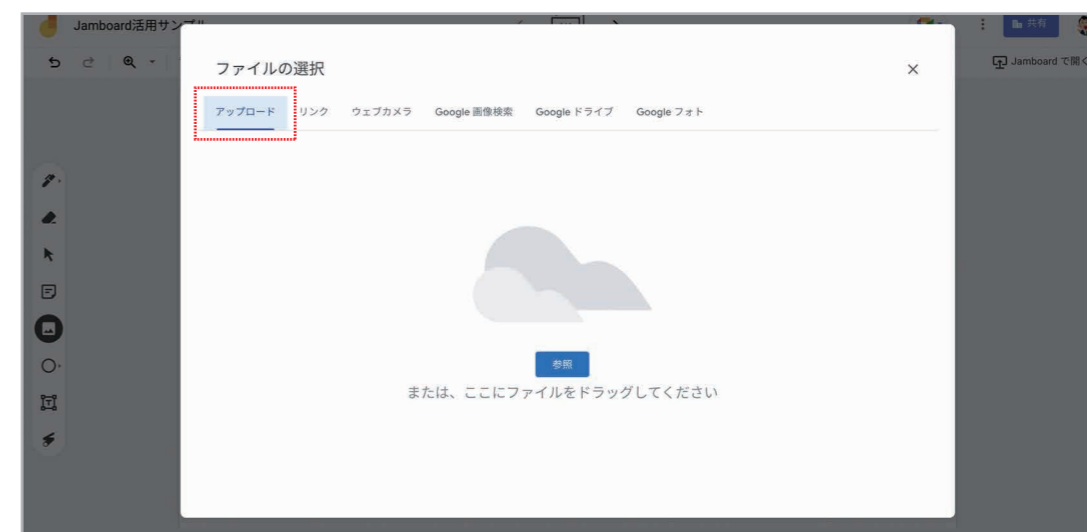 Jamboard活用サンプル
共有
Jamboard で開く
ファイルの選択
アップロード リンク ウェブカメラ Google 画像検索 Google ドライブ Google フォト
参照
または、ここにファイルをドラッグしてください